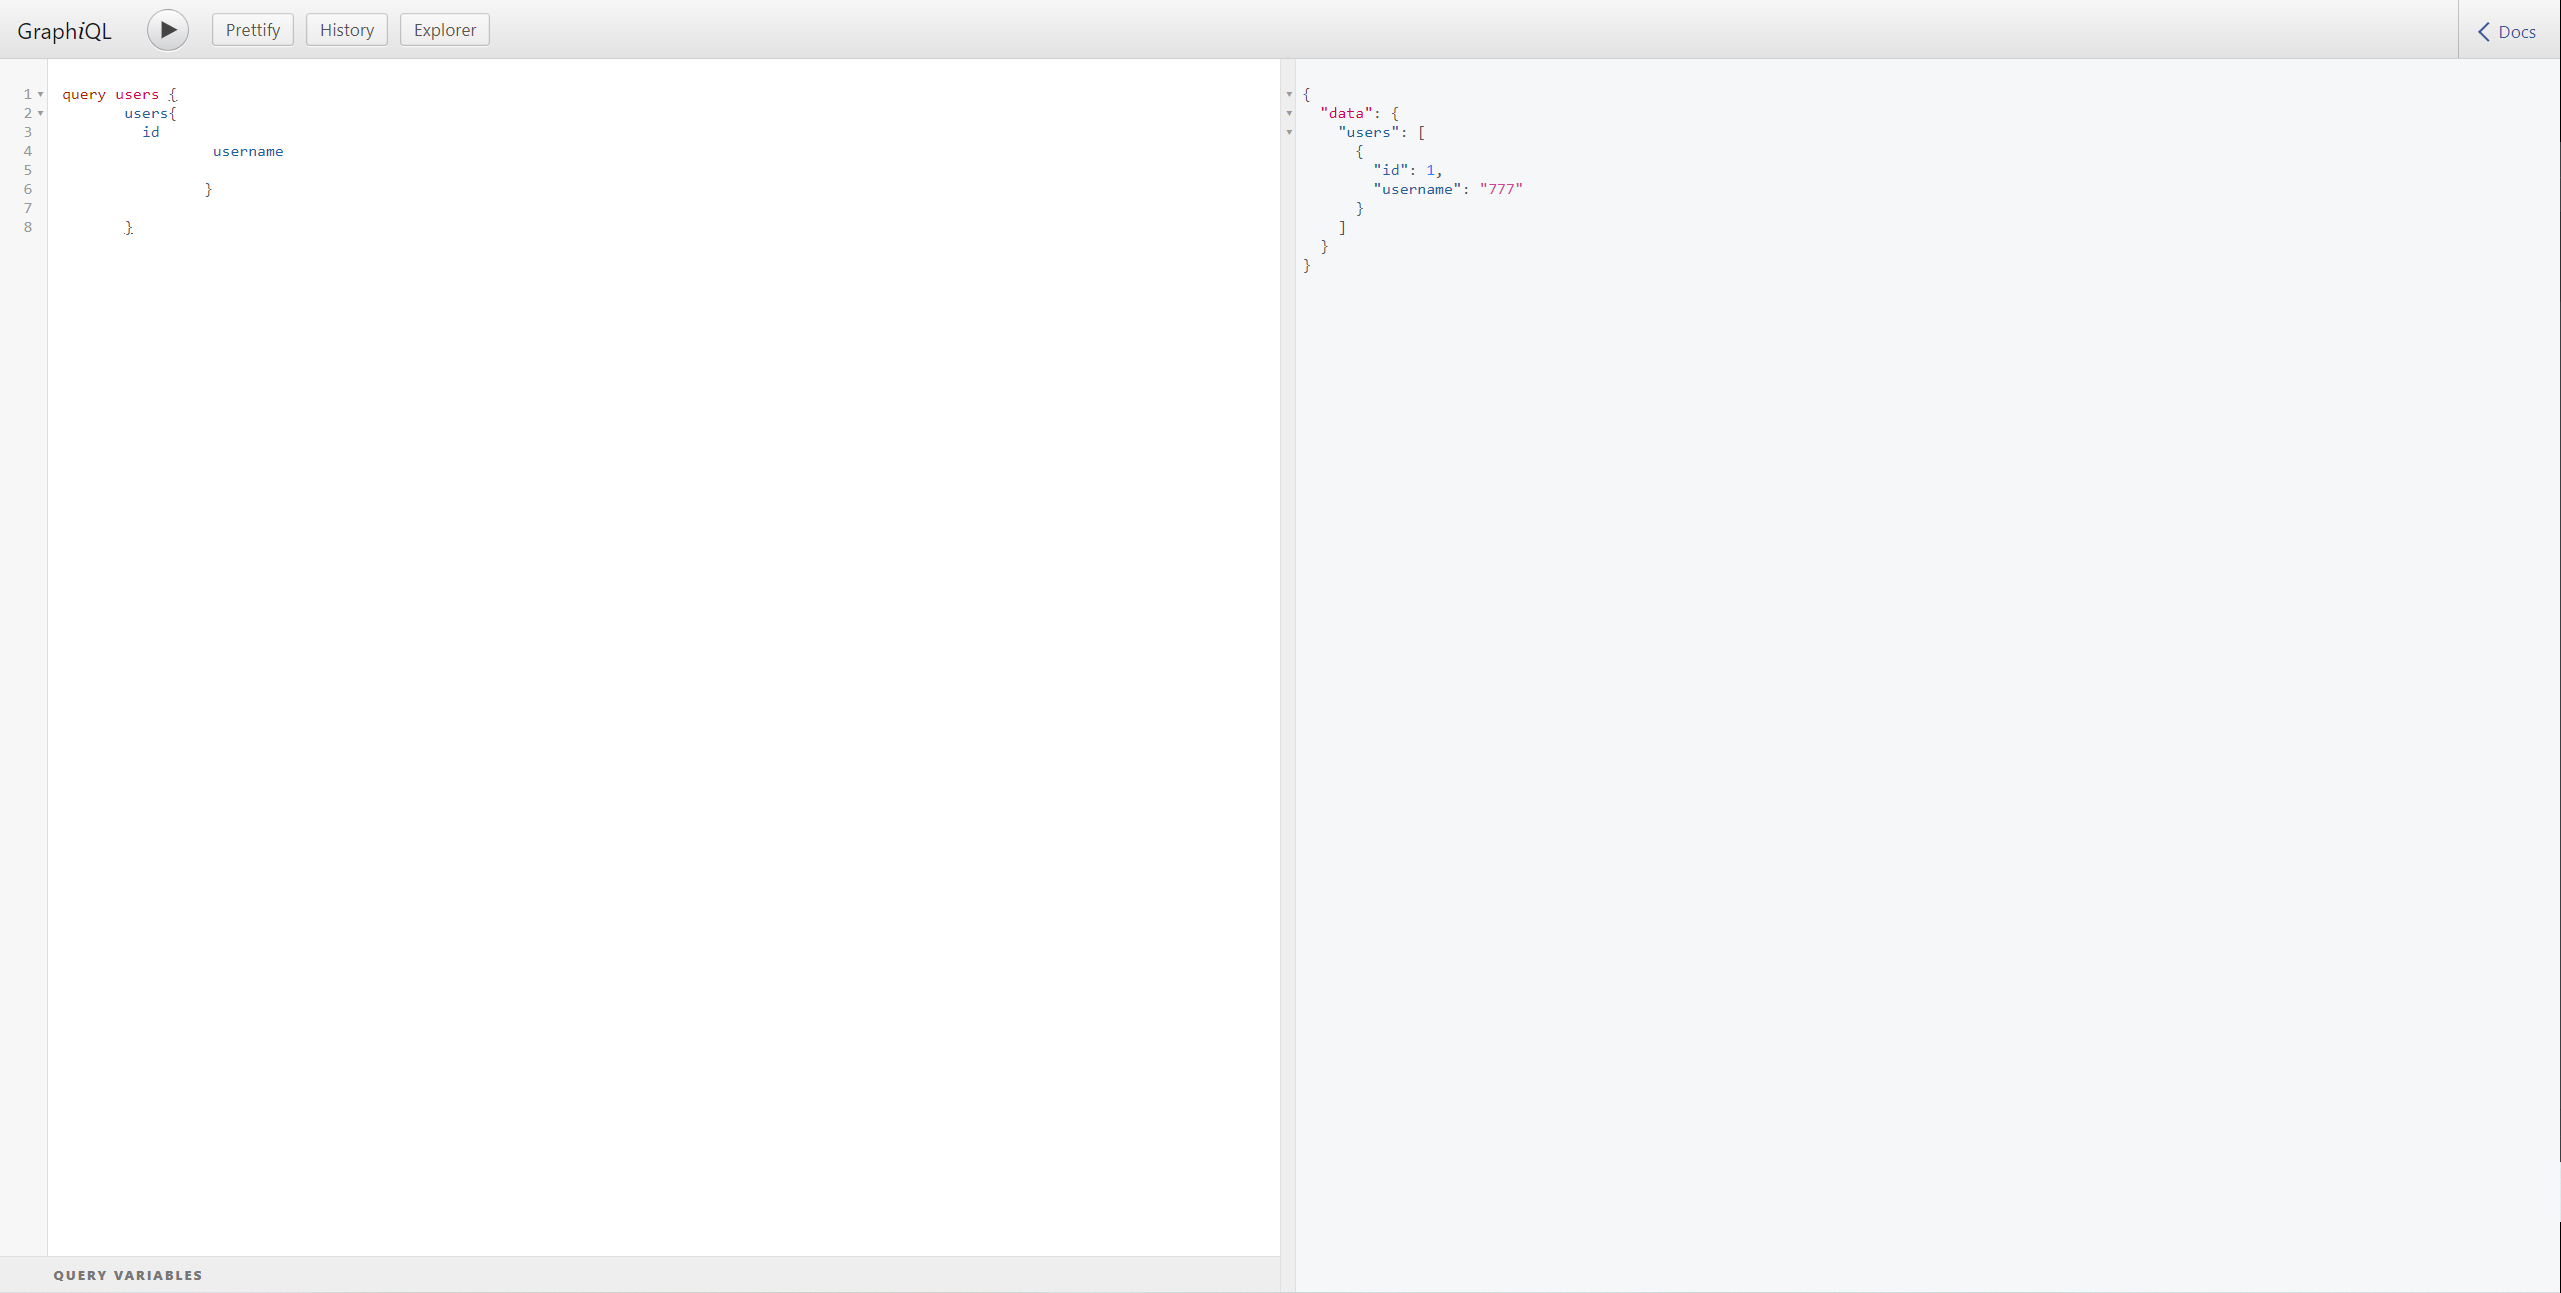 GraphiQL Prettify History Explorer Docs
1 query users {
2 users{
3 id
4 username
5
6 }
7
8 }
{
"data": {
"users": [
{
"id": 1,
"username": "777"
}
]
}
}
QUERY VARIABLES